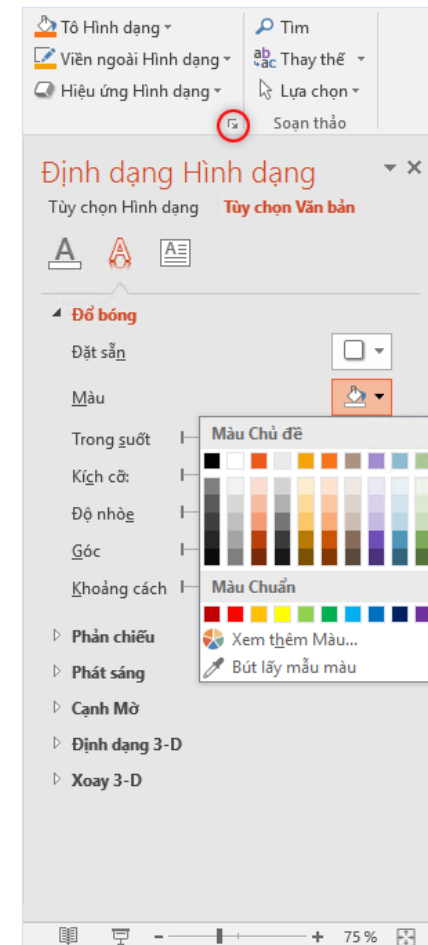 Tô Hình dạng
Viền ngoài Hình dạng
Hiệu ứng Hình dạng
Tìm
Thay thế
Lựa chọn
Soạn thảo
Định dạng Hình dạng
Tùy chọn Hình dạng Tùy chọn Văn bản
Đổ bóng
Đặt sẵn
Màu
Trong suốt
Kích cỡ:
Độ nhòe
Góc
Khoảng cách
Màu Chủ đề
Màu Chuẩn
Xem thêm Màu...
Bút lấy mẫu màu
Phản chiếu
Phát sáng
Cạnh Mờ
Định dạng 3-D
Xoay 3-D
75 %